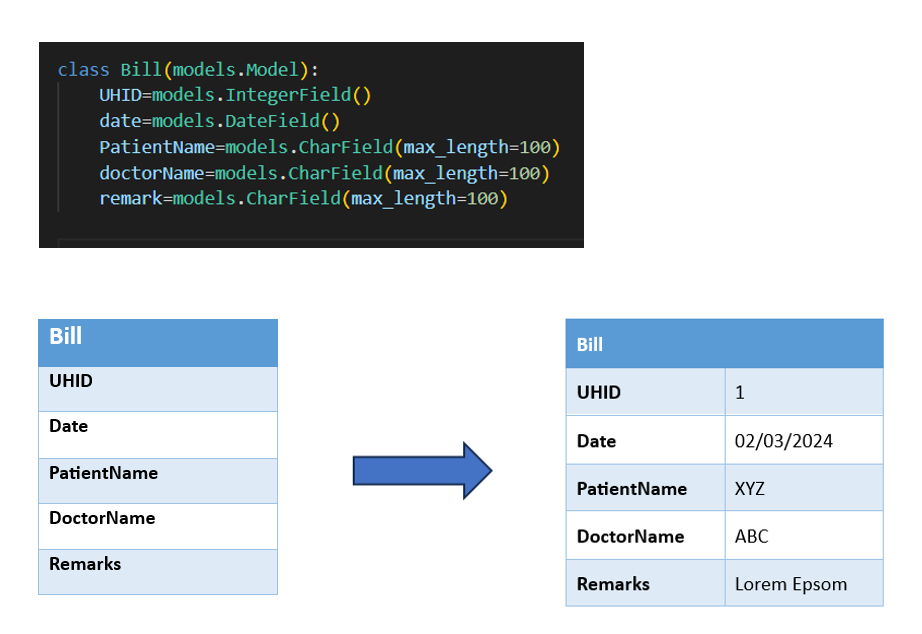 class Bill(models.Model):
    UHID=models.IntegerField()
    date=models.DateField()
    PatientName=models.CharField(max_length=100)
    doctorName=models.CharField(max_length=100)
    remark=models.CharField(max_length=100)
Bill
UHID
Date
PatientName
DoctorName
Remarks
Bill
UHID 1
Date 02/03/2024
PatientName XYZ
DoctorName ABC
Remarks Lorem Epsom